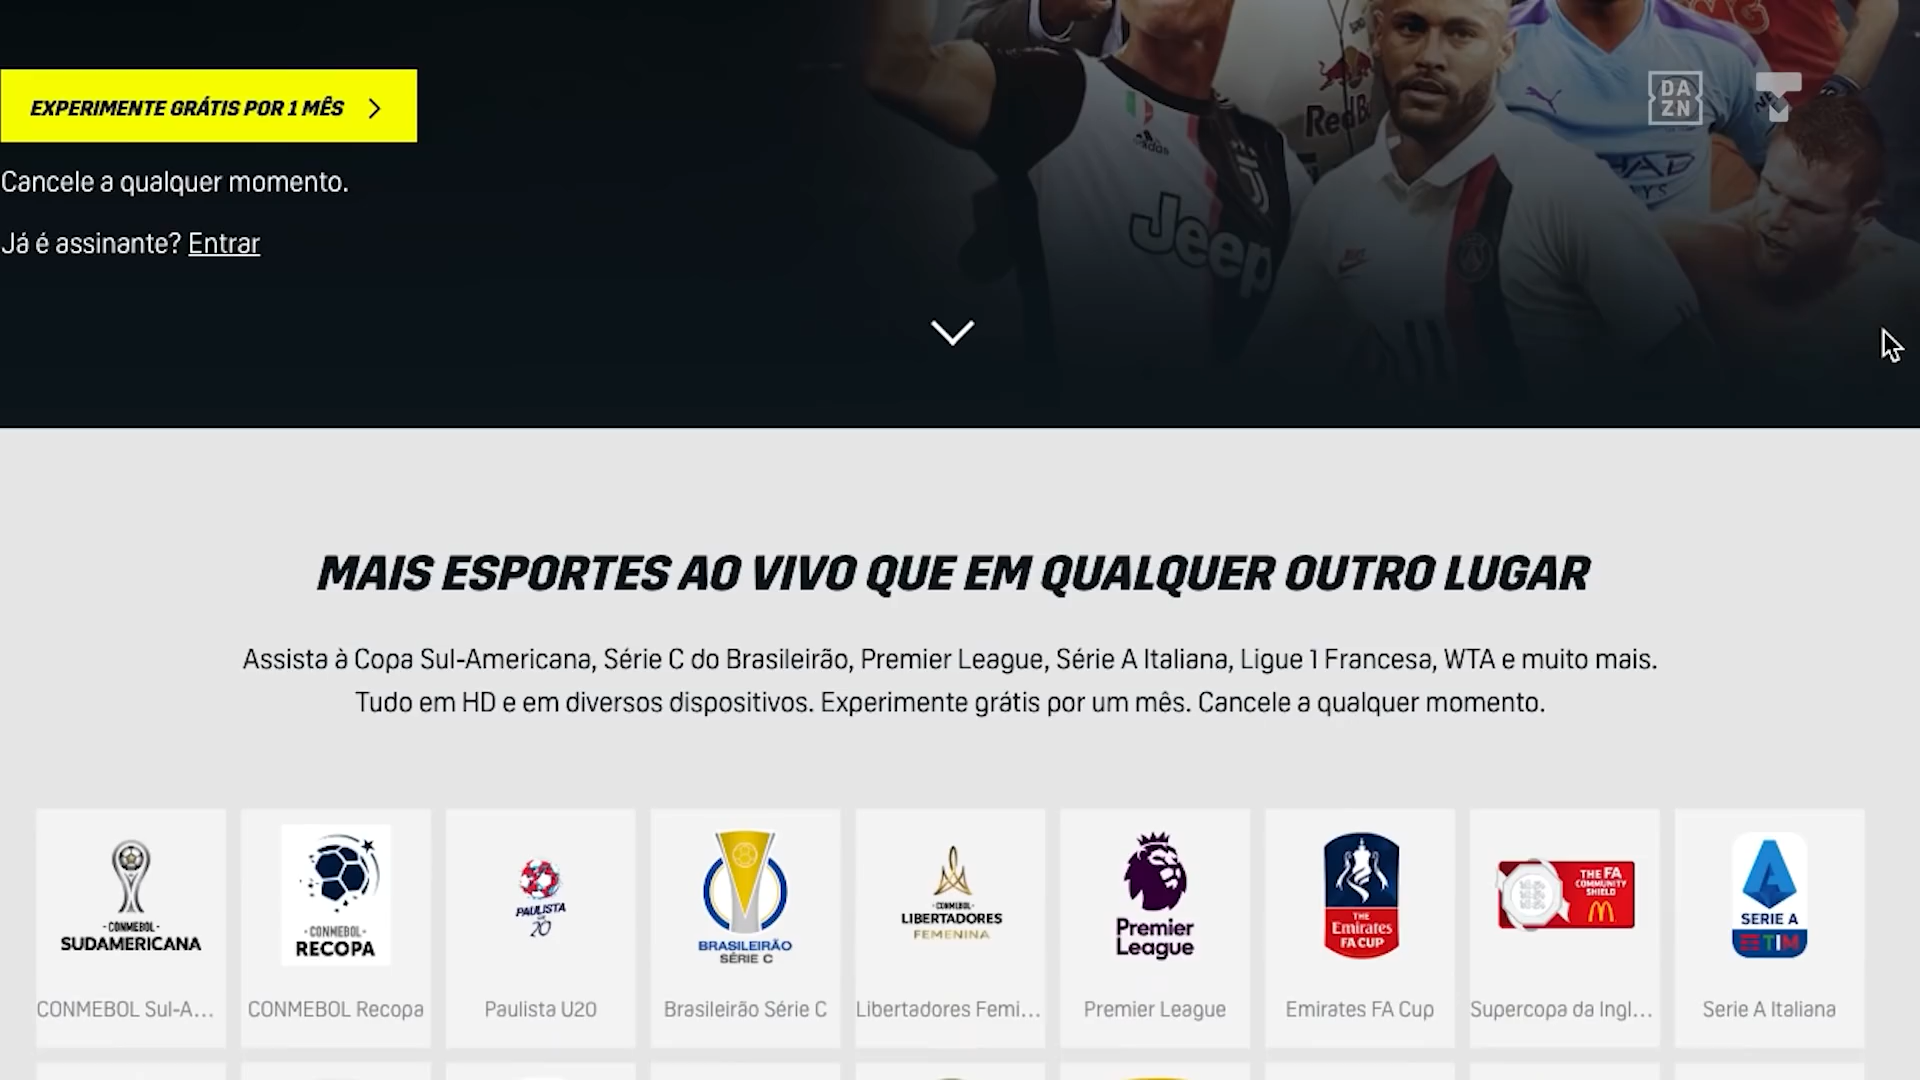 EXPERIMENTE GRÁTIS POR 1 MÊS
Cancele a qualquer momento.
Já é assinante? Entrar
adidas
Jeep
Red B
DA
ZN
MAIS ESPORTES AO VIVO QUE EM QUALQUER OUTRO LUGAR
Assista à Copa Sul-Americana, Série C do Brasileirão, Premier League, Série A Italiana, Ligue 1 Francesa, WTA e muito mais.
Tudo em HD e em diversos dispositivos. Experimente grátis por um mês. Cancele a qualquer momento.
·CONMEBOL·
SUDAMERICANA
·CONMEBOL·
RECOPA
PAULISTA
20
BRASILEIRÃO
SÉRIE C
·CONMEBOL·
LIBERTADORES
FEMENINA
Premier
League
THE
Emirates
FA CUP
THE FA
COMMUNITY
SHIELD
SERIE A
TIM
CONMEBOL Sul-A...
CONMEBOL Recopa
Paulista U20
Brasileirão Série C
Libertadores Femi...
Premier League
Emirates FA Cup
Supercopa da Ingl...
Serie A Italiana